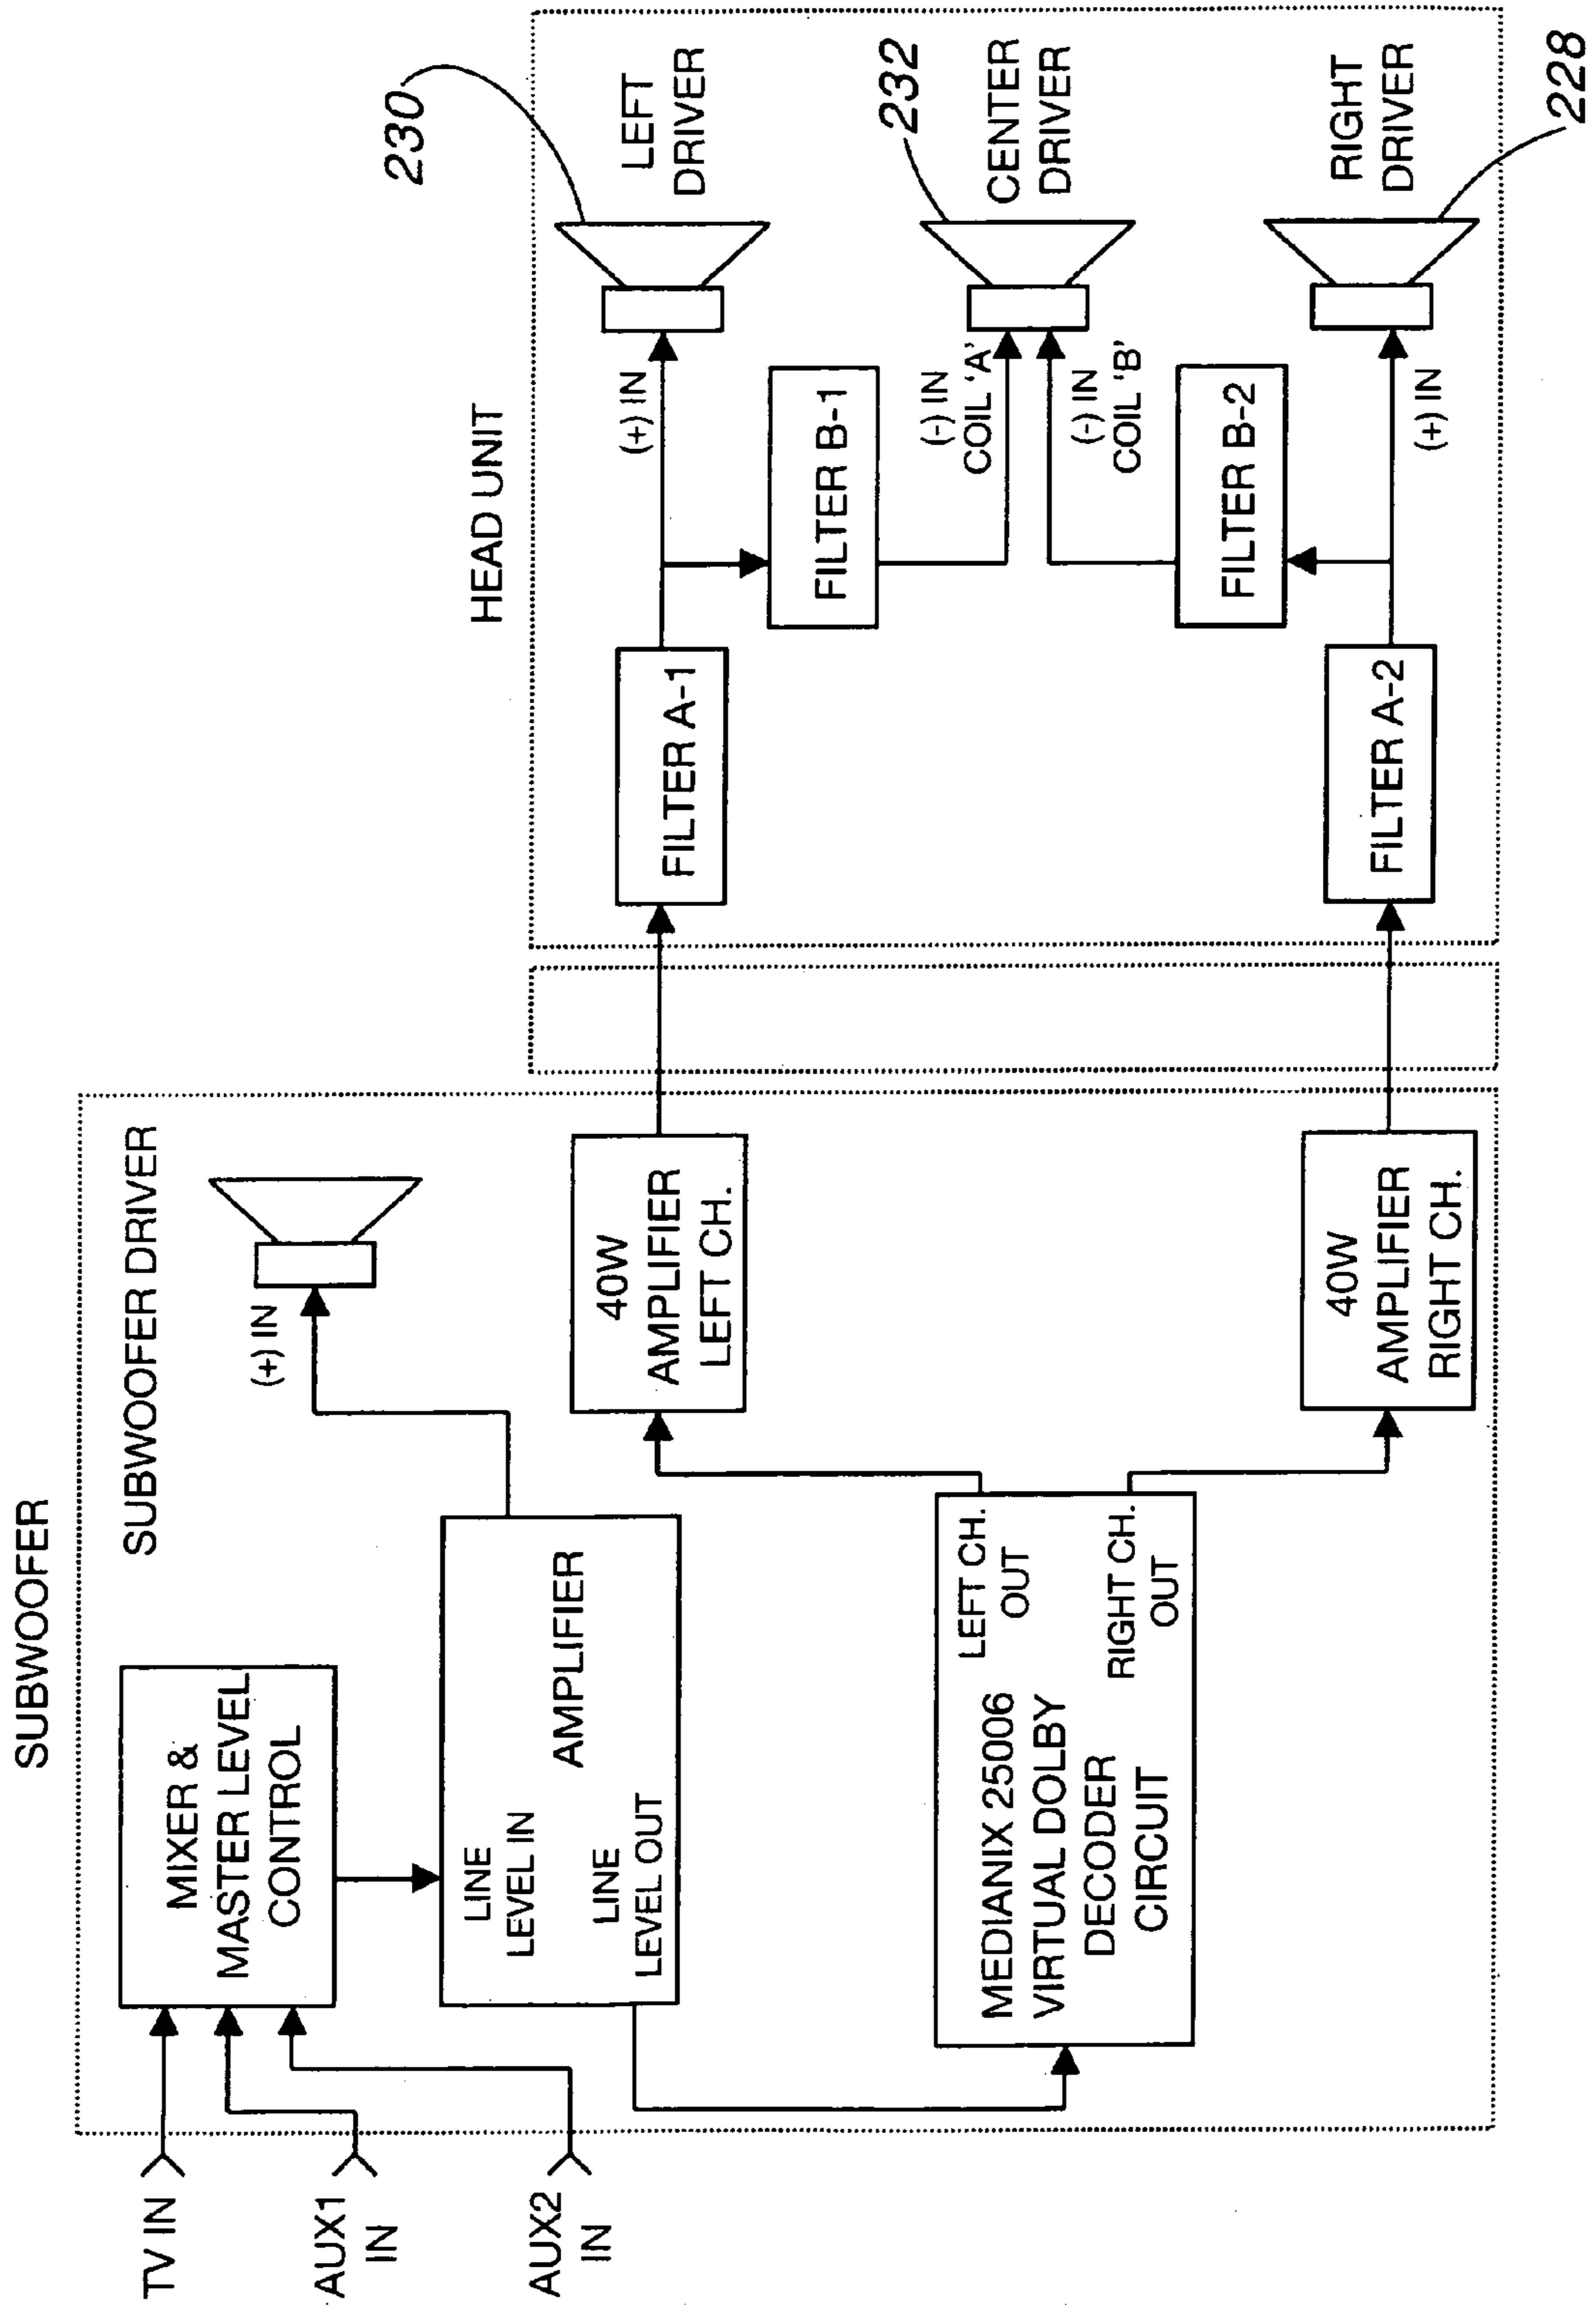 SUBWOOFER
TV IN
AUX1
IN
AUX2
IN
MIXER &
MASTER LEVEL
CONTROL
SUBWOOFER DRIVER
(+) IN
LINE
LEVEL IN
AMPLIFIER
LINE
LEVEL OUT
MEDIANIX 25006
VIRTUAL DOLBY
DECODER
CIRCUIT
LEFT CH.
OUT
RIGHT CH.
OUT
40W
AMPLIFIER
LEFT CH.
40W
AMPLIFIER
RIGHT CH.
HEAD UNIT
FILTER A-1
(+) IN
FILTER B-1
(-) IN
COIL 'A'
(-) IN
COIL 'B'
FILTER B-2
FILTER A-2
(+) IN
230
LEFT
DRIVER
232
CENTER
DRIVER
RIGHT
DRIVER
228